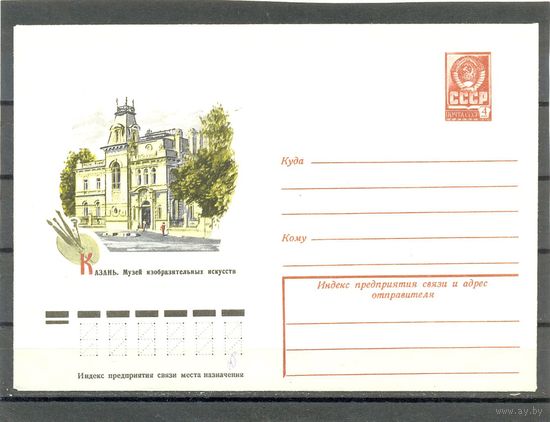 СССР
ПОЧТА СССР 4
Куда
Кому
Индекс предприятия связи и адрес
отправителя
КАЗАНЬ. Музей изобразительных искусств
Индекс предприятия связи места назначения
www.ay.by